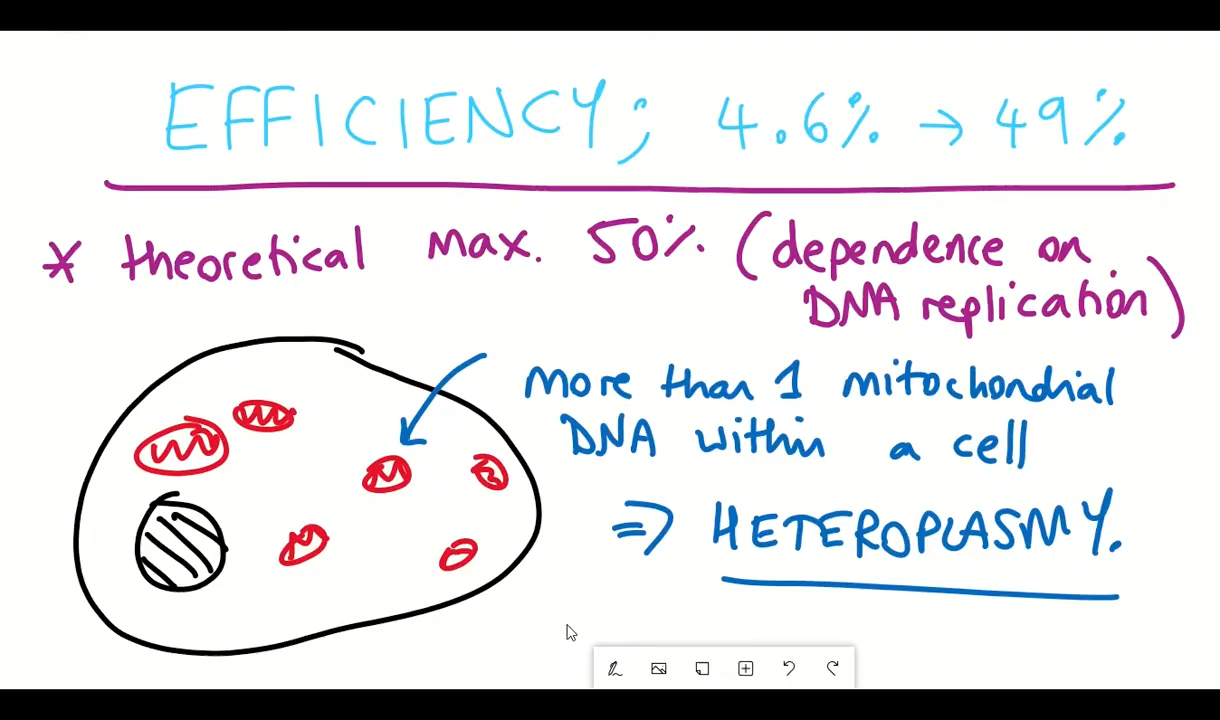 EFFICIENCY; 4.6% → 49%
* theoretical max. 50% (dependence on
DNA replication)
more than 1 mitochondrial
DNA within a cell
=> HETEROPLASMY.